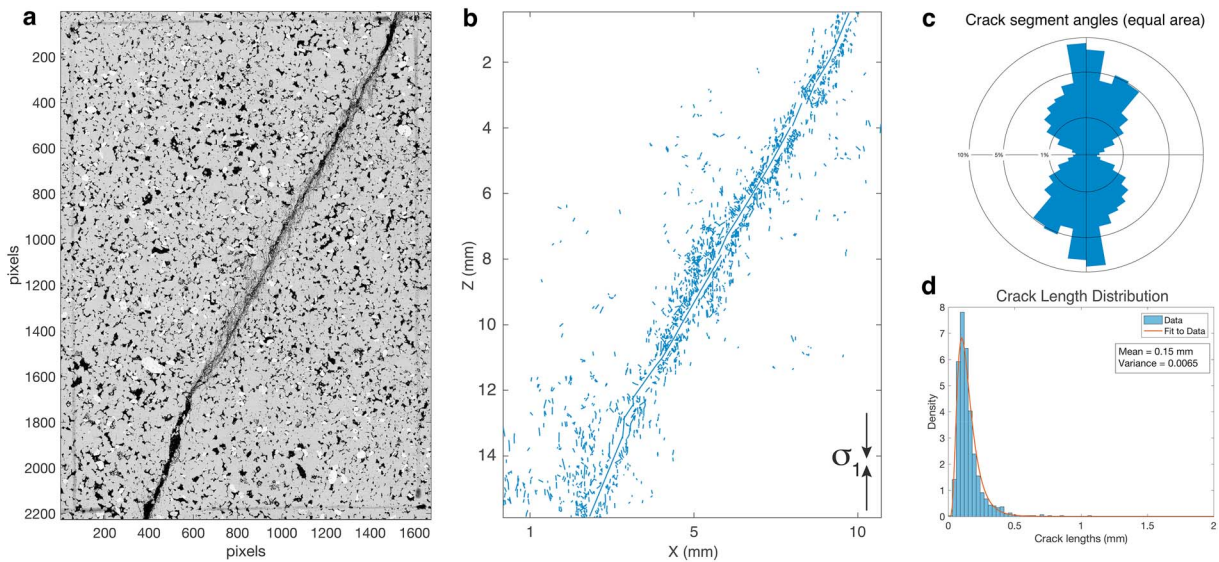 a
200
400
600
800
1000
1200
1400
1600
1800
2000
2200
pixels
200 400 600 800 1000 1200 1400 1600
pixels
b
2
4
6
8
10
12
14
Z (mm)
1 5 10
X (mm)
σ1
c
Crack segment angles (equal area)
10% 5% 1%
d
Crack Length Distribution
8
7
6
5
4
3
2
1
0
Density
Data
Fit to Data
Mean = 0.15 mm
Variance = 0.0065
0 0.5 1 1.5 2
Crack lengths (mm)